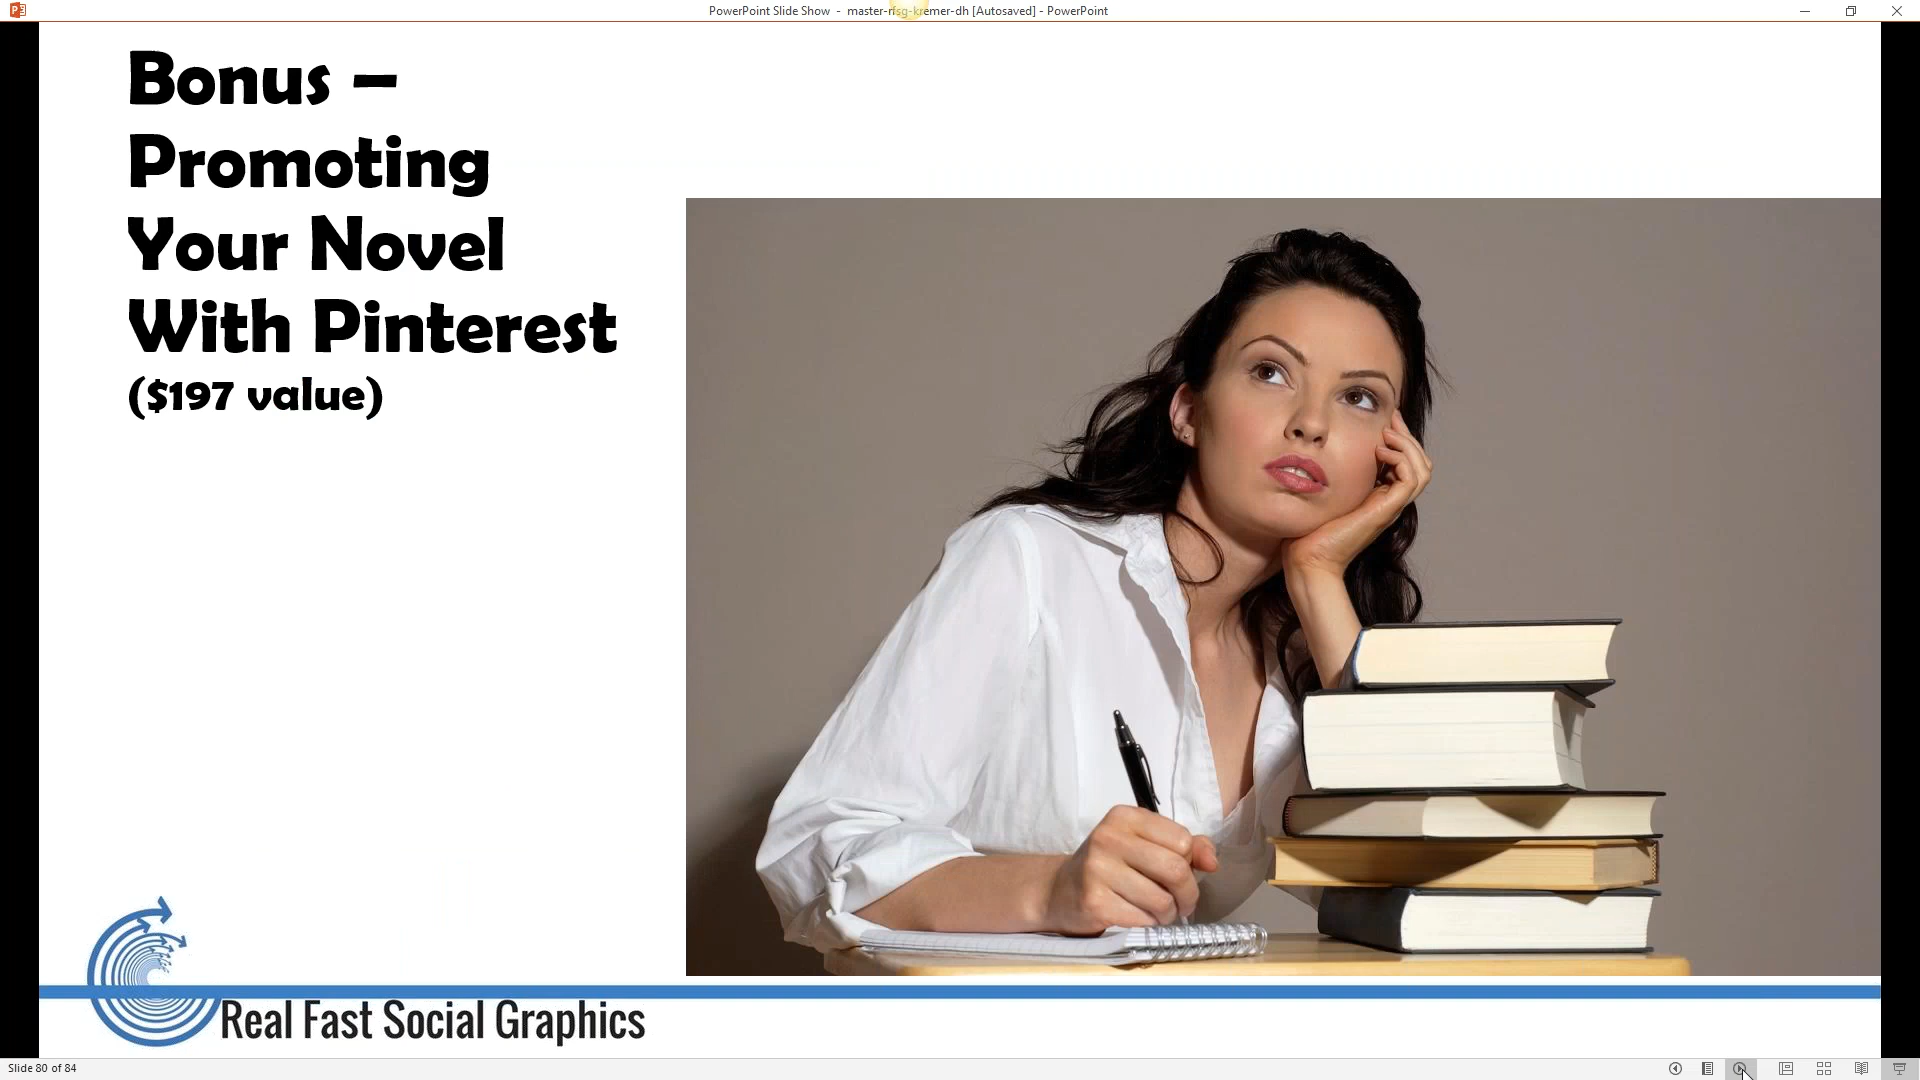 PowerPoint Slide Show - master-rfsg-kremer-dh [Autosaved] - PowerPoint
Bonus –
Promoting
Your Novel
With Pinterest
($197 value)
Real Fast Social Graphics
Slide 80 of 84